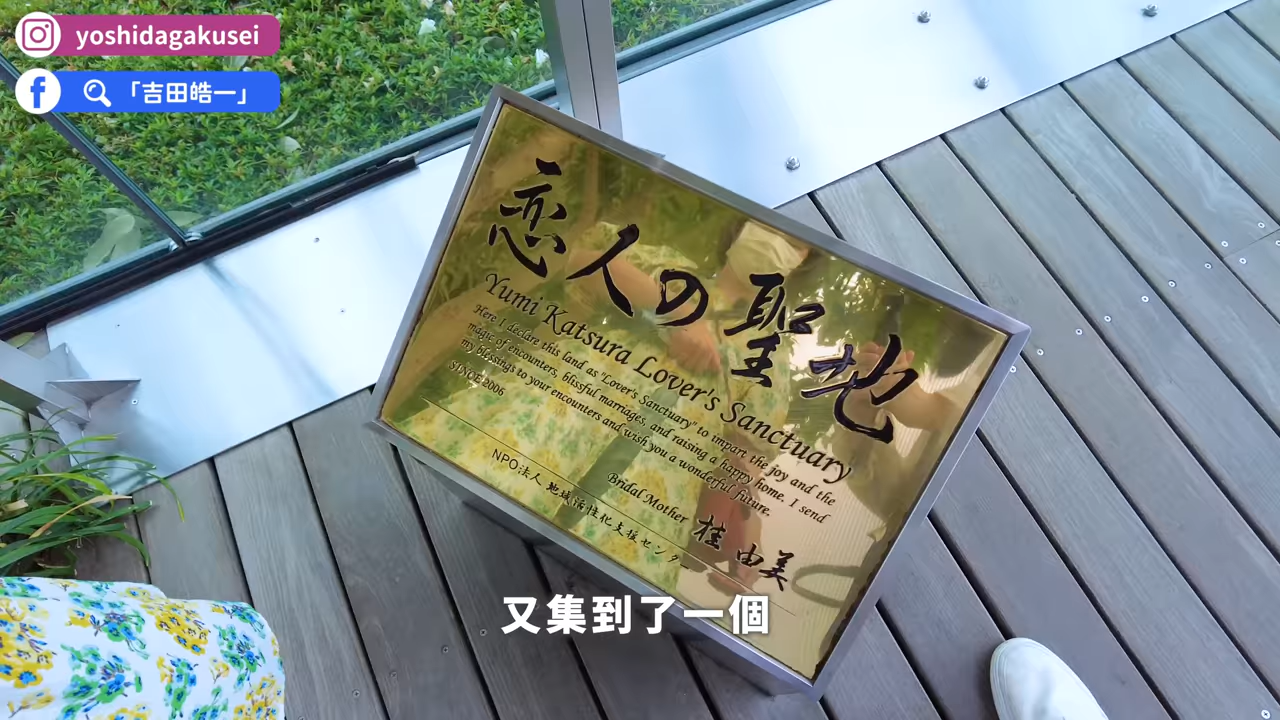 yoshidagakusei
「吉田皓一」
恋人の聖地
Yumi Katsura Lover's Sanctuary
Here I declare this land as "Lover's Sanctuary" to impart the joy and the
magic of encounters, blissful marriages, and raising a happy home. I send
my blessings to your encounters and wish you a wonderful future.
SINCE 2006
Bridal Mother 桂 由美
NPO法人 地域活性化支援センター
又集到了一個